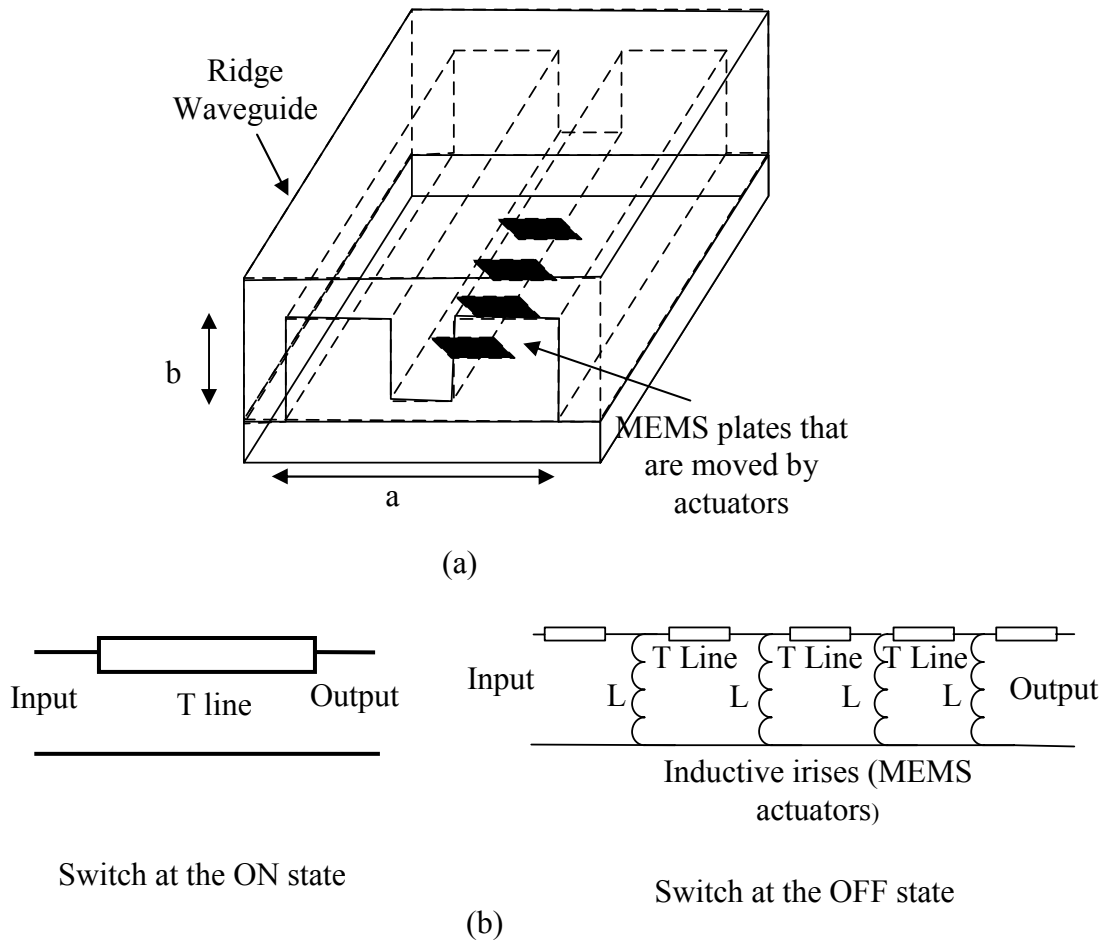 Ridge
Waveguide
b
a
MEMS plates that
are moved by
actuators
(a)
Input
T line
Output
Switch at the ON state
Input
T Line
T Line
T Line
L
L
L
L
Output
Inductive irises (MEMS
actuators)
Switch at the OFF state
(b)